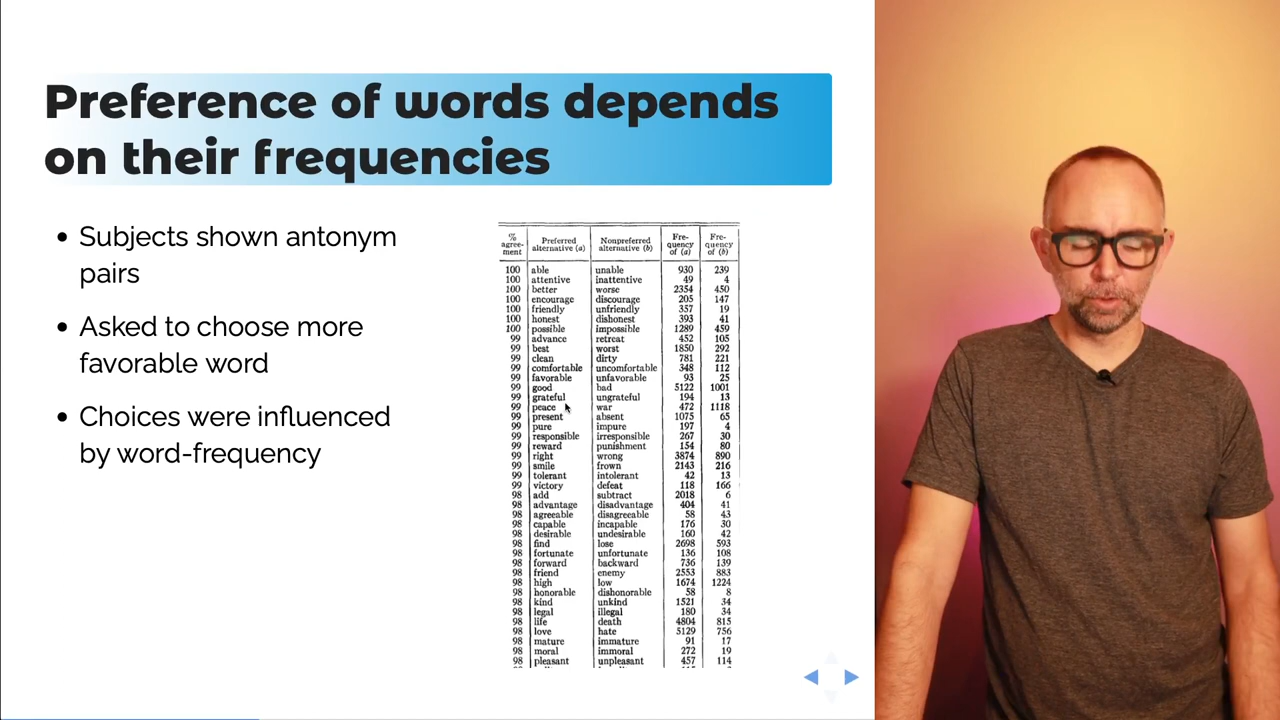 Preference of words depends
on their frequencies
• Subjects shown antonym
pairs
• Asked to choose more
favorable word
• Choices were influenced
by word-frequency
% agree-ment Preferred alternative (a) Nonpreferred alternative (b) Fre-quency of (a) Fre-quency of (b)
100 able unable 930 239
100 attentive inattentive 49 4
100 better worse 2354 450
100 encourage discourage 205 147
100 friendly unfriendly 357 19
100 honest dishonest 393 41
100 possible impossible 1289 459
99 advance retreat 452 105
99 best worst 1850 292
99 clean dirty 781 221
99 comfortable uncomfortable 348 112
99 favorable unfavorable 93 25
99 good bad 5122 1001
99 grateful ungrateful 194 13
99 peace war 472 1118
99 present absent 1075 65
99 pure impure 197 4
99 responsible irresponsible 267 30
99 reward punishment 154 80
99 right wrong 3874 890
99 smile frown 2143 216
99 tolerant intolerant 42 13
99 victory defeat 118 166
98 add subtract 2018 6
98 advantage disadvantage 404 41
98 agreeable disagreeable 58 43
98 capable incapable 176 30
98 desirable undesirable 160 42
98 find lose 2698 593
98 fortunate unfortunate 136 108
98 forward backward 736 139
98 friend enemy 2553 883
98 high low 1674 1224
98 honorable dishonorable 58 8
98 kind unkind 1521 34
98 legal illegal 180 34
98 life death 4804 815
98 love hate 5129 756
98 mature immature 91 17
98 moral immoral 272 19
98 pleasant unpleasant 457 114